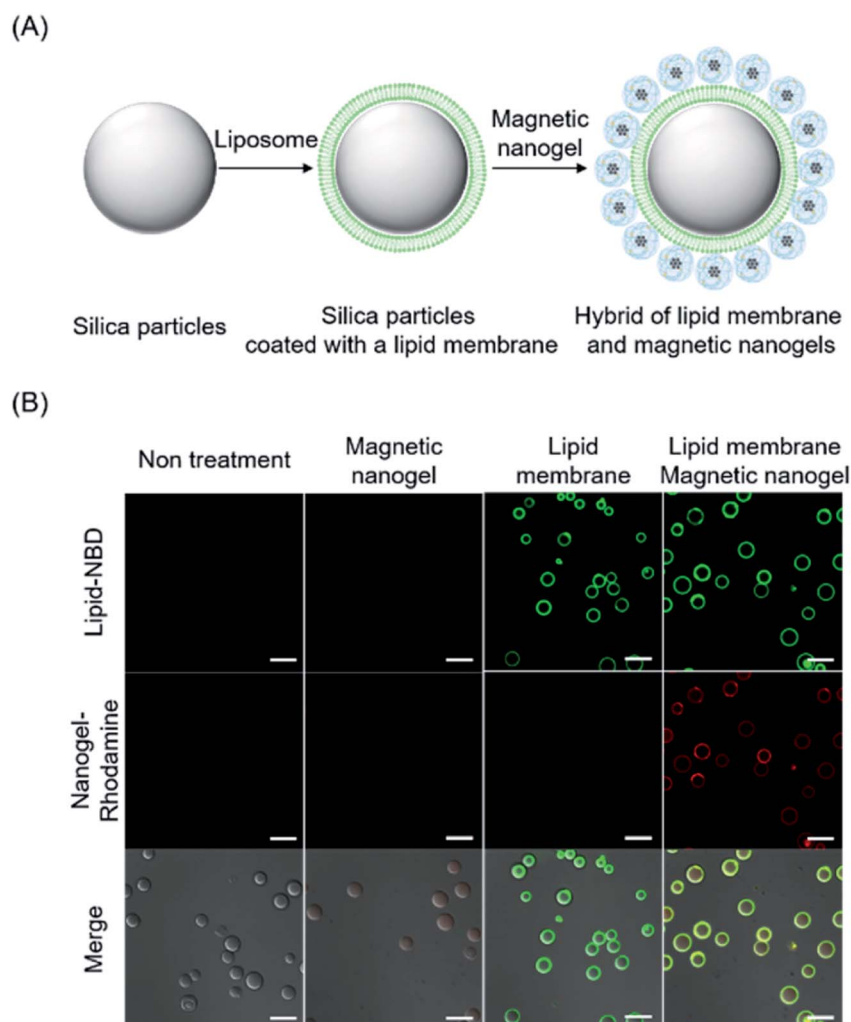 (A)
Liposome
Magnetic
nanogel
Silica particles
Silica particles
coated with a lipid membrane
Hybrid of lipid membrane
and magnetic nanogels
(B)
Non treatment
Magnetic
nanogel
Lipid
membrane
Lipid membrane
Magnetic nanogel
Lipid-NBD
Nanogel-
Rhodamine
Merge